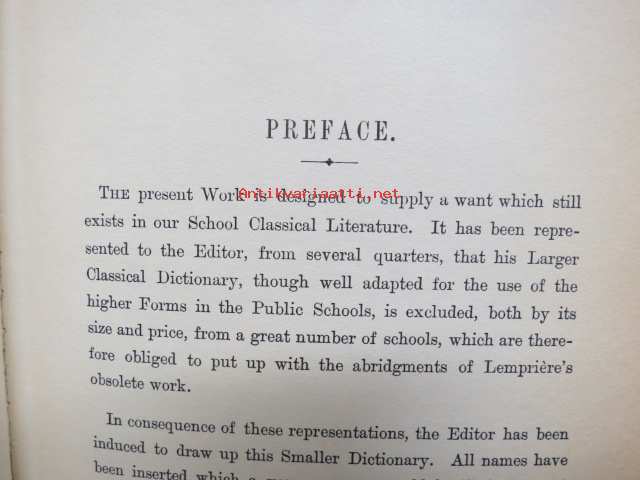 PREFACE.
THE present Work is designed to supply a want which still
Antikvariaatti.net
exists in our School Classical Literature. It has been repre-
sented to the Editor, from several quarters, that his Larger
Classical Dictionary, though well adapted for the use of the
higher Forms in the Public Schools, is excluded, both by its
size and price, from a great number of schools, which are there-
fore obliged to put up with the abridgments of Lemprière's
obsolete work.
In consequence of these representations, the Editor has been
induced to draw up this Smaller Dictionary. All names have
been inserted which a